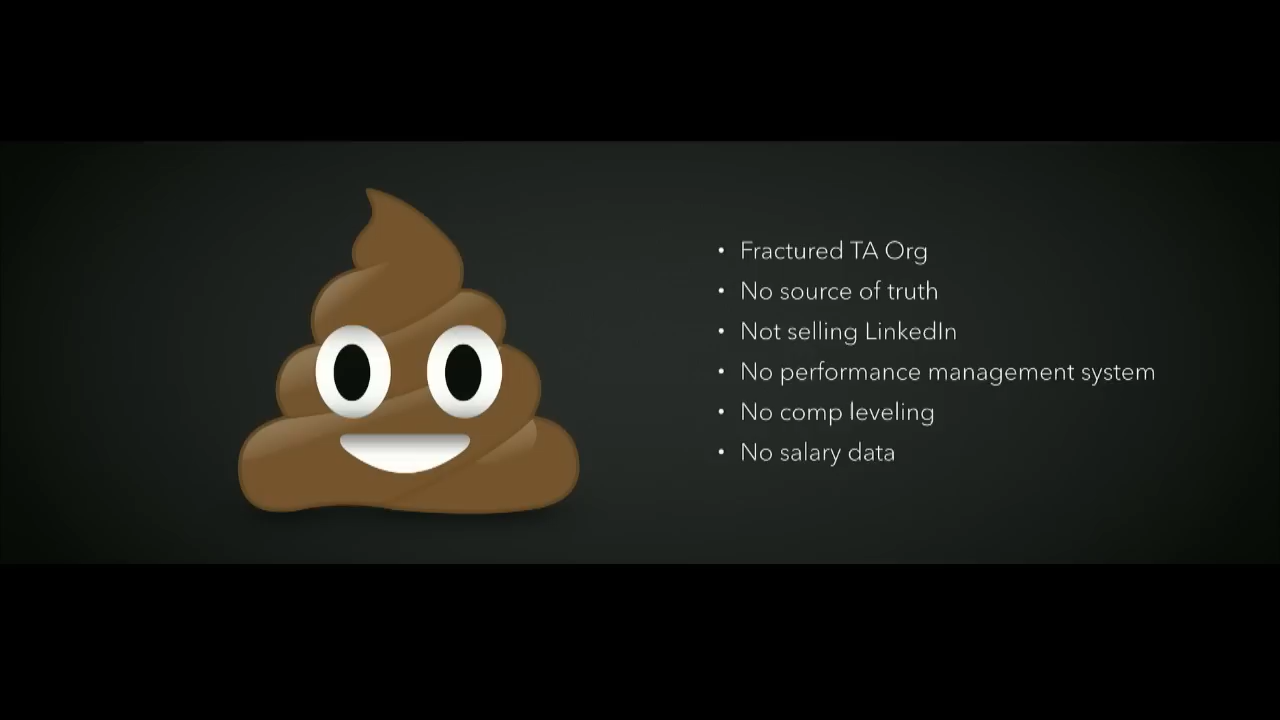 • Fractured TA Org
• No source of truth
• Not selling LinkedIn
• No performance management system
• No comp leveling
• No salary data